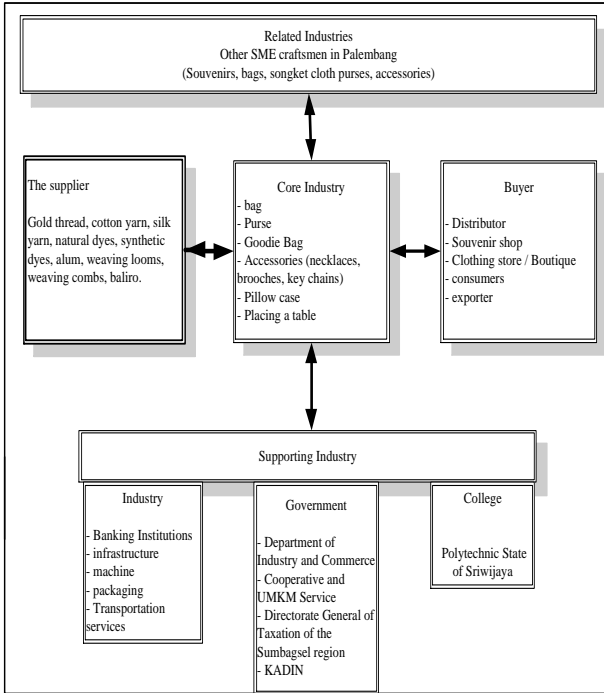 Related Industries
Other SME craftsmen in Palembang
(Souvenirs, bags, songket cloth purses, accessories)
The supplier
Gold thread, cotton yarn, silk
yarn, natural dyes, synthetic
dyes, alum, weaving looms,
weaving combs, baliro.
Core Industry
- bag
- Purse
- Goodie Bag
- Accessories (necklaces,
brooches, key chains)
- Pillow case
- Placing a table
Buyer
- Distributor
- Souvenir shop
- Clothing store / Boutique
- consumers
- exporter
Supporting Industry
Industry
- Banking Institutions
- infrastructure
- machine
- packaging
- Transportation
services
Government
- Department of
Industry and Commerce
- Cooperative and
UMKM Service
- Directorate General of
Taxation of the
Sumbagsel region
- KADIN
College
Polytechnic State
of Sriwijaya